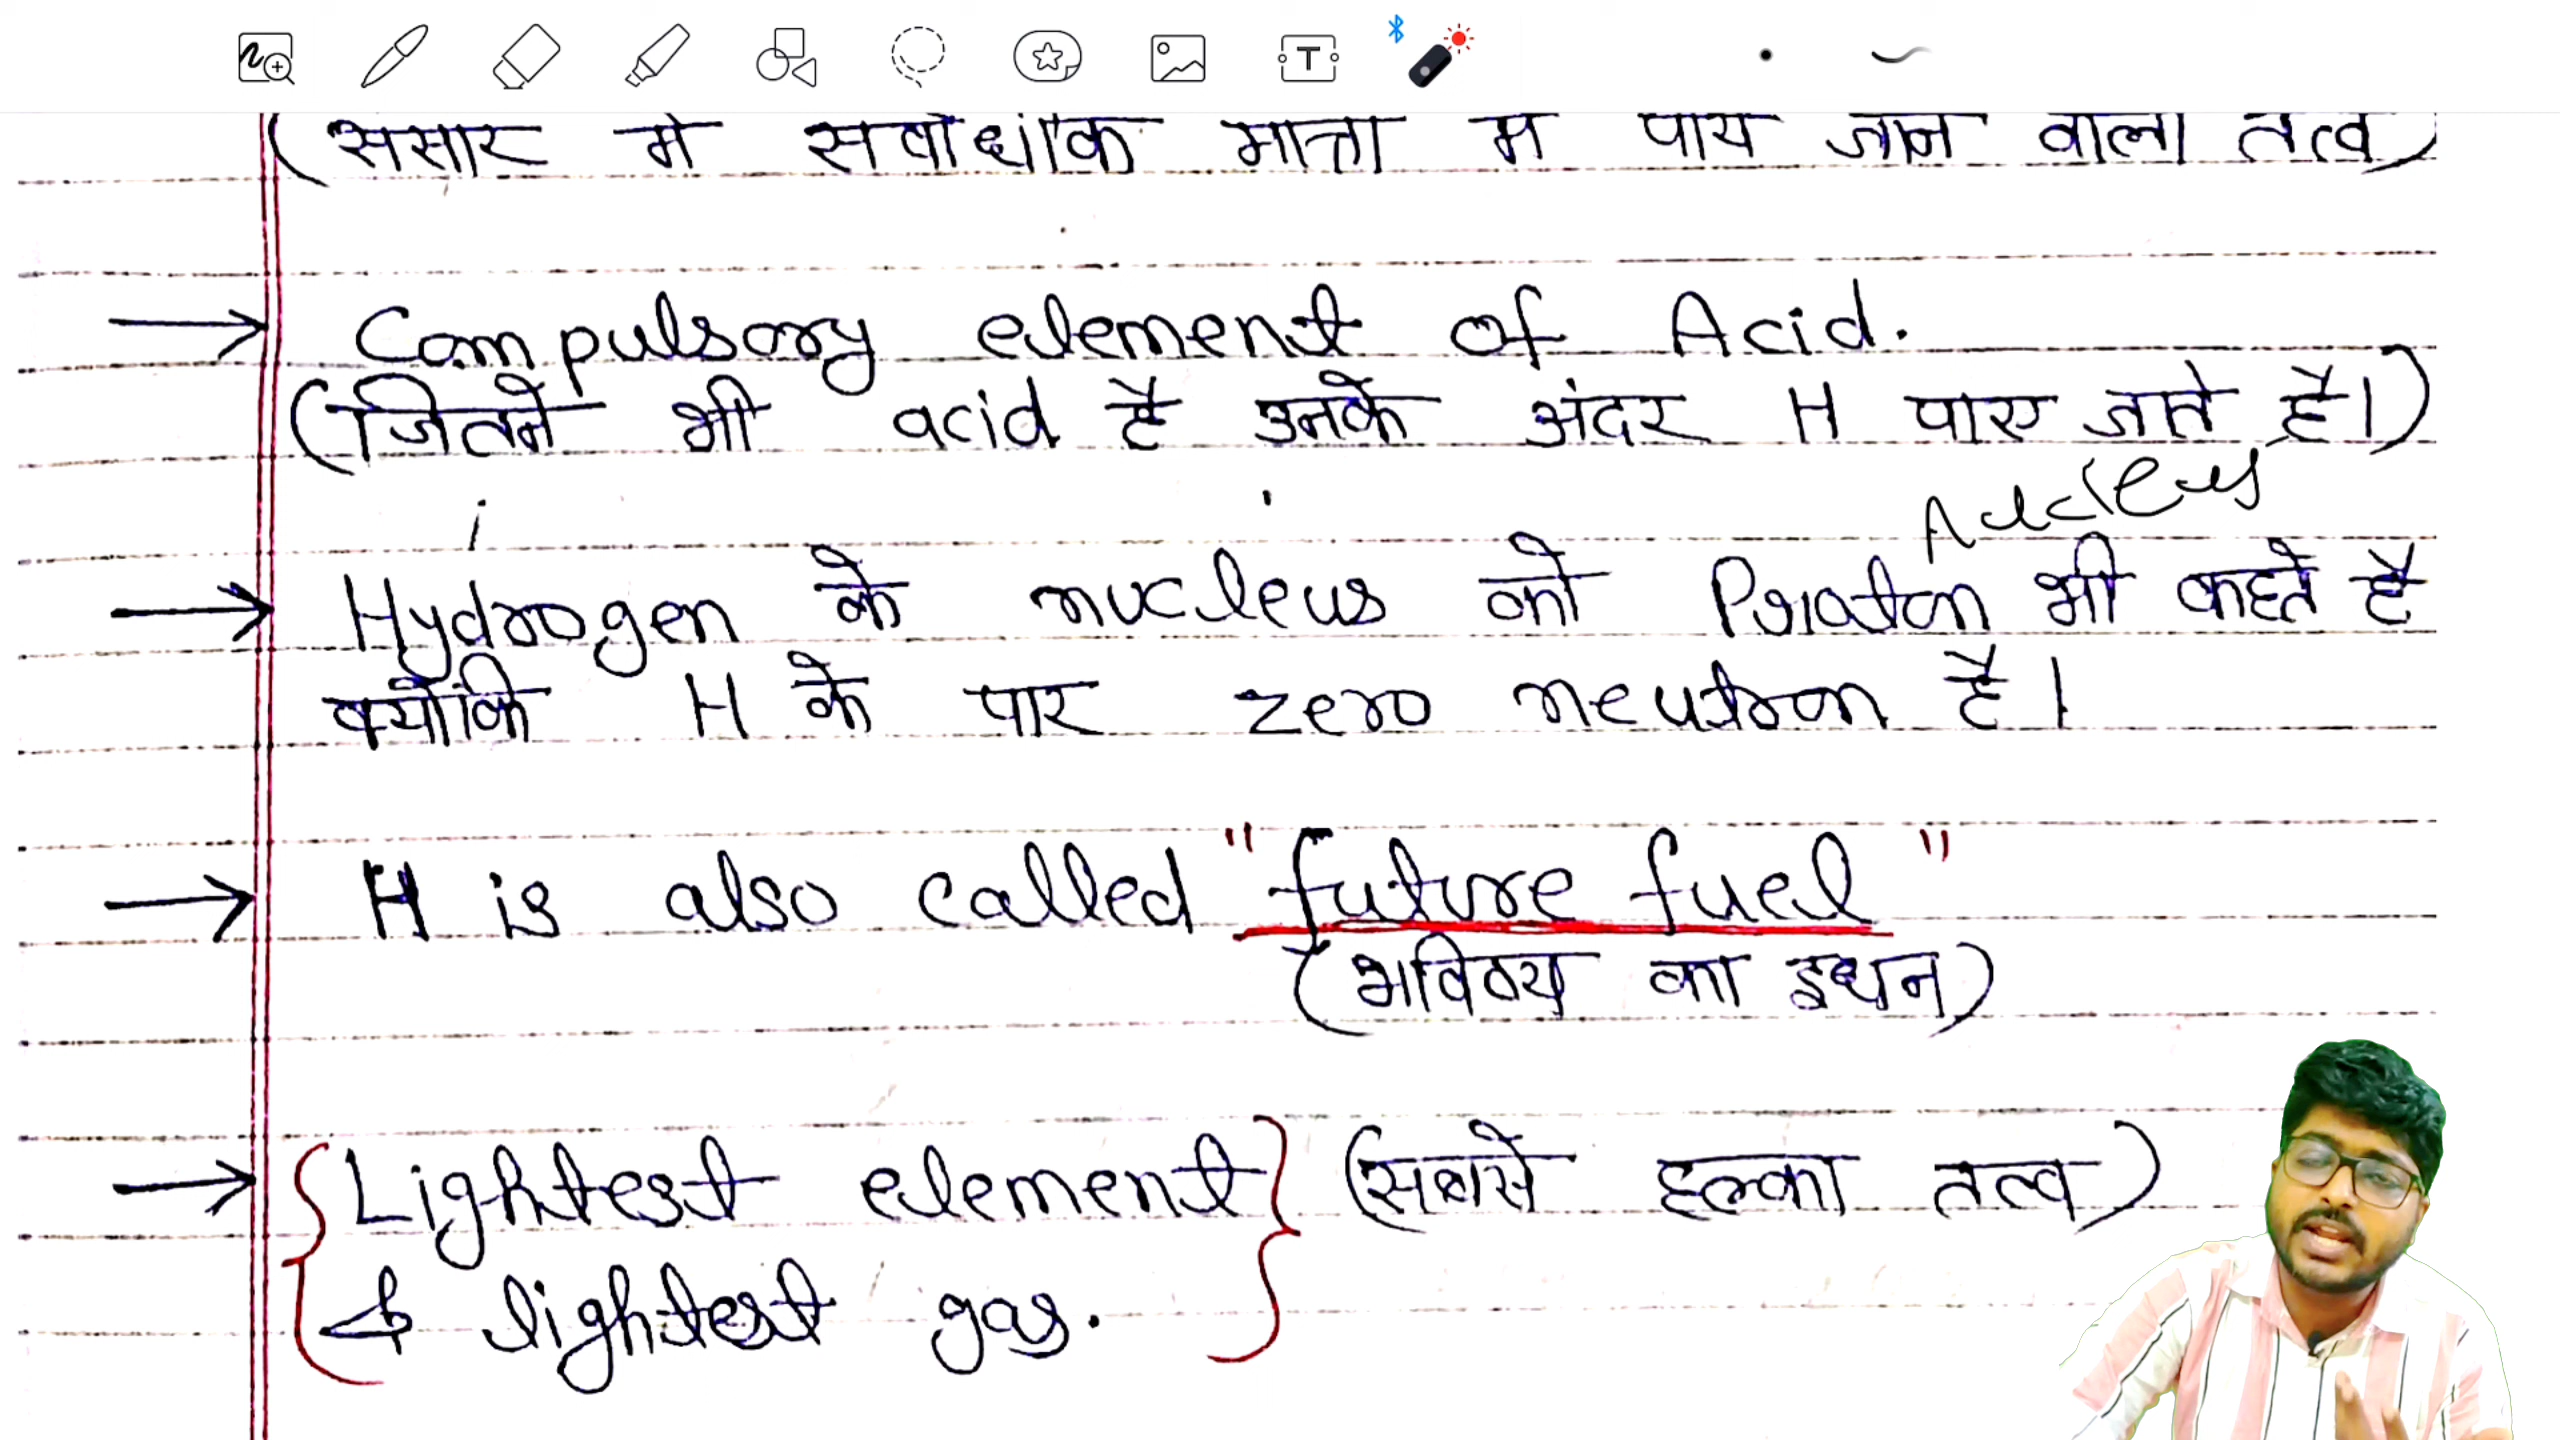 (संसार में सर्वाधिक मात्रा में पाये जाने वाला तत्व)
→ Compulsory element of Acid.
(जितने भी acid है उनके अंदर H पाए जाते है।)
Nucleus
→ Hydrogen के nucleus को Proton भी कहते है
क्योंकि H के पार zero neutron है।
→ H is also called "future fuel"
(भविष्य का इंधन)
→ {Lightest element} (सबसे हल्का तत्व)
& lightest gas.